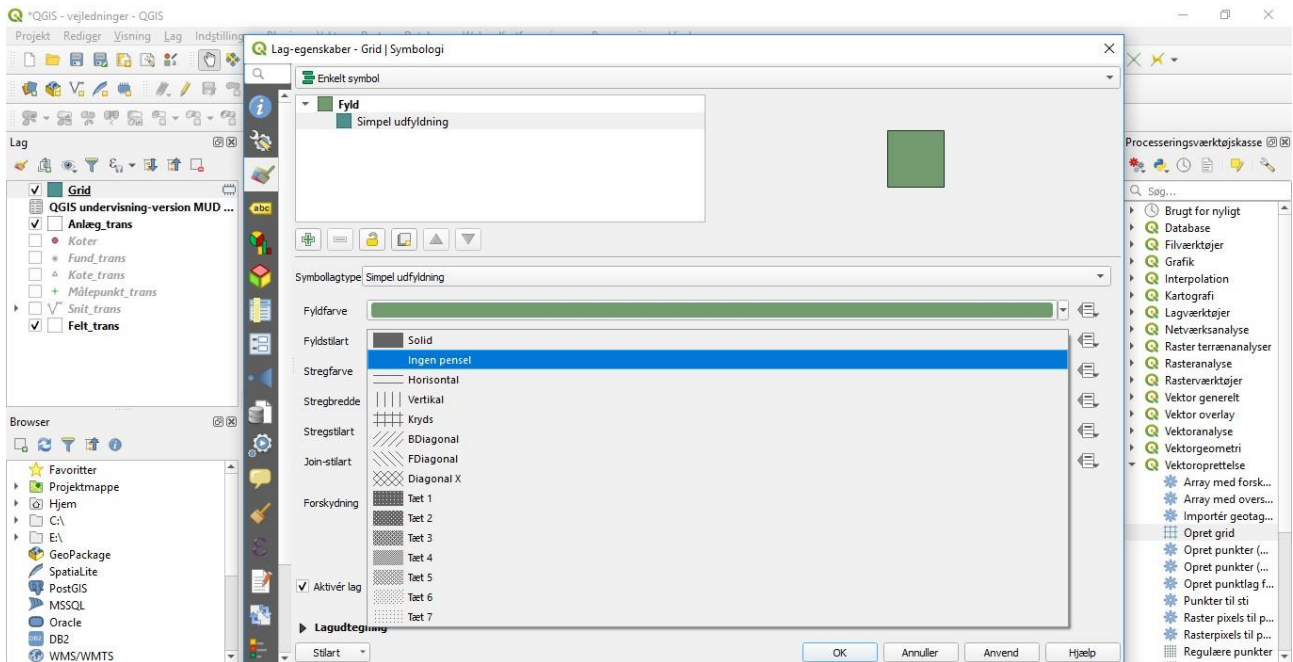 *QGIS - vejledninger - QGIS
Projekt Rediger Visning Lag
Lag
Grid
QGIS undervisning-version MUD ...
Anlæg_trans
Koter
Fund_trans
Kote_trans
Målepunkt_trans
Snit_trans
Felt_trans
Browser
Favoritter
Projektmappe
Hjem
C:\
E:\
GeoPackage
SpatiaLite
PostGIS
MSSQL
Oracle
DB2
WMS/WMTS
Lag-egenskaber - Grid | Symbologi
Enkelt symbol
Fyld
Simpel udfyldning
abc
Symbollagtype Simpel udfyldning
Fyldfarve
Fyldstilart
Stregfarve
Stregbredde
Stregstilart
Join-stilart
Forskydning
Solid
Ingen pensel
Horisontal
Vertikal
Kryds
BDiagonal
FDiagonal
Diagonal X
Tæt 1
Tæt 2
Tæt 3
Tæt 4
Tæt 5
Tæt 6
Tæt 7
Aktivér lag
Lagudtegning
Stilart
OK
Annuller
Anvend
Hjælp
Processeringsværktøjskasse
Søg...
Brugt for nyligt
Database
Filværktøjer
Grafik
Interpolation
Kartografi
Lagværktøjer
Netværksanalyse
Raster terrænanalyser
Rasteranalyse
Rasterværktøjer
Vektor generelt
Vektor overlay
Vektoranalyse
Vektorgeometri
Vektoroprettelse
Array med forsk...
Array med overs...
Importér geotag...
Opret grid
Opret punkter (...
Opret punkter (...
Opret punktlag f...
Punkter til sti
Raster pixels til p...
Rasterpixels til p...
Regulære punkter